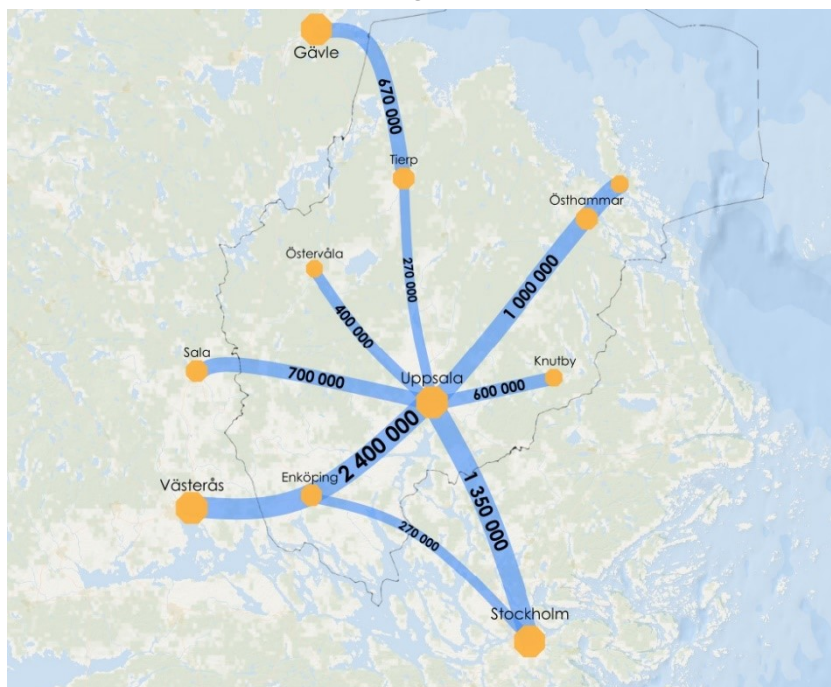 Gävle
670 000
Tierp
Östhammar
Östervåla
270 000
1 000 000
400 000
Sala
Knutby
700 000
Uppsala
600 000
2 400 000
Enköping
Västerås
1 350 000
270 000
Stockholm